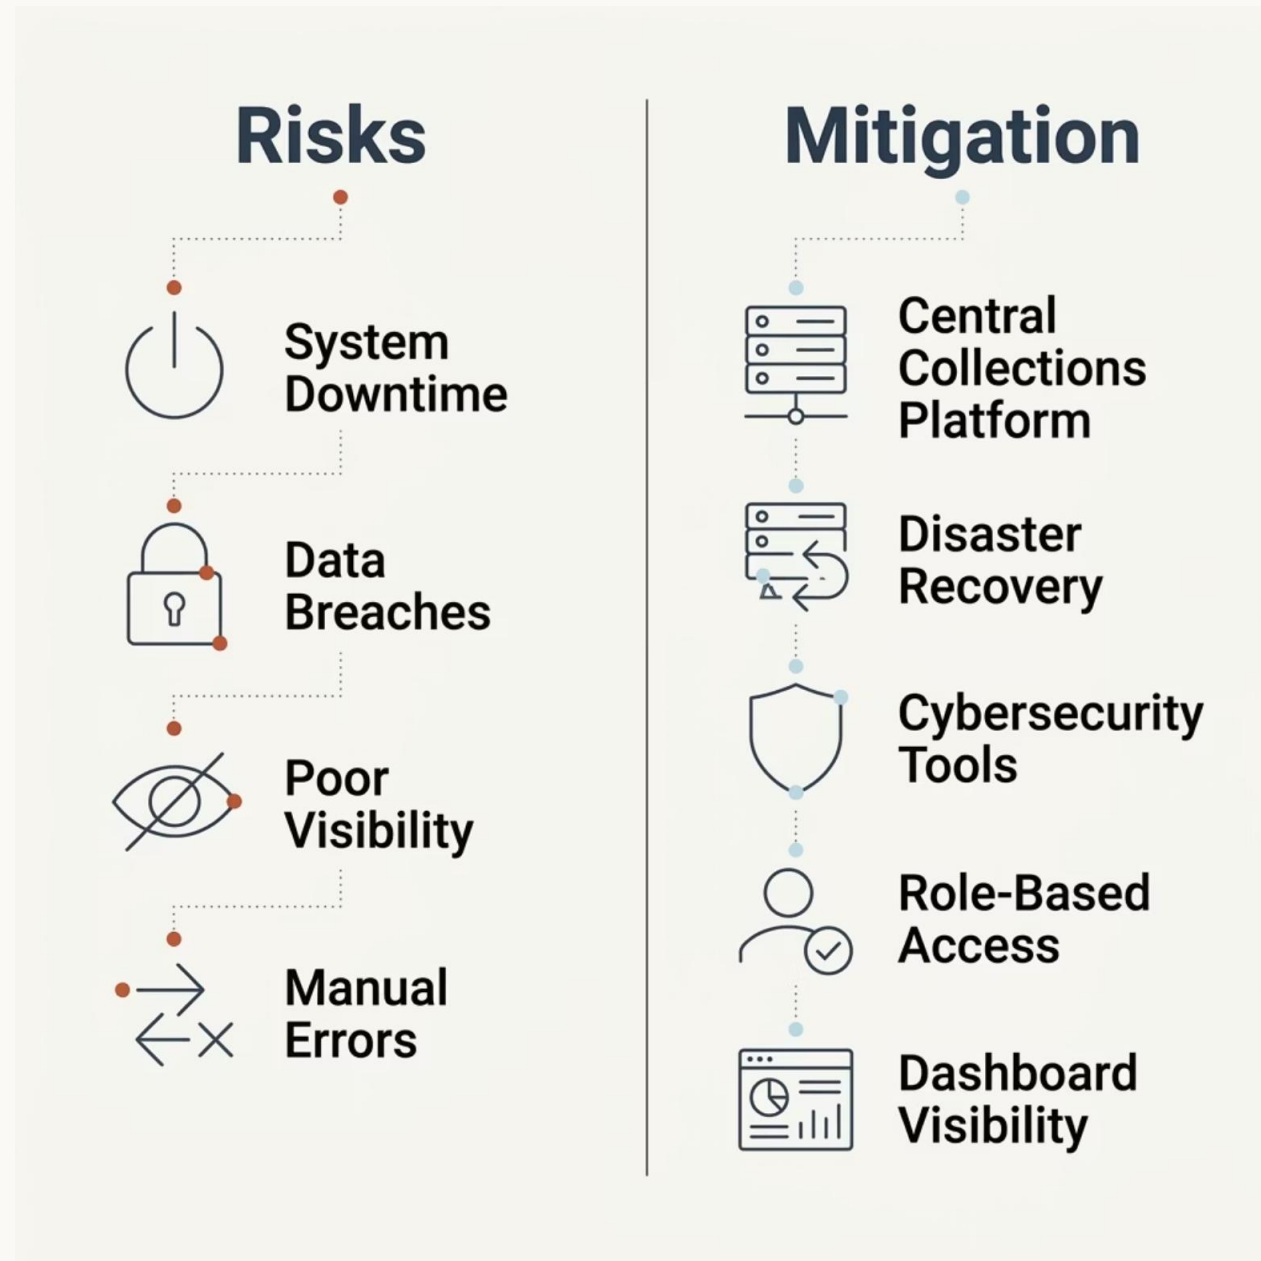 Risks
System
Downtime
Data
Breaches
Poor
Visibility
Manual
Errors
Mitigation
Central
Collections
Platform
Disaster
Recovery
Cybersecurity
Tools
Role-Based
Access
Dashboard
Visibility